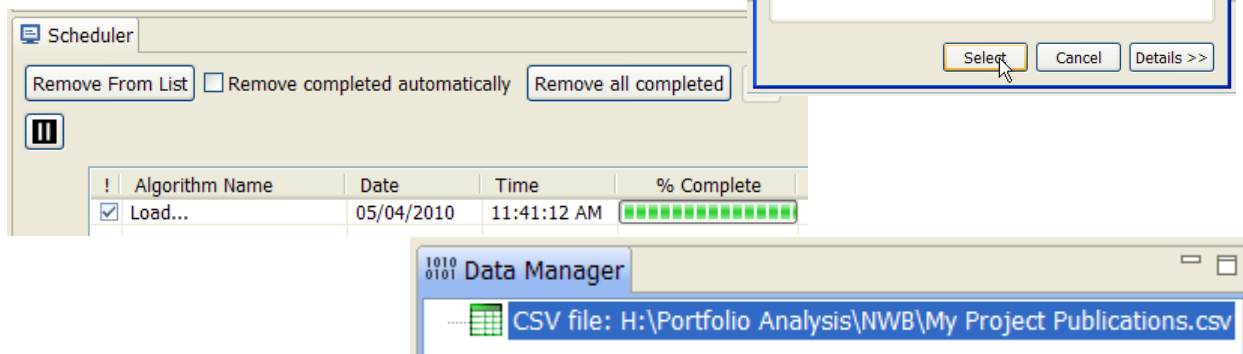 Scheduler
Select Cancel Details >>
Remove From List Remove completed automatically Remove all completed
! Algorithm Name Date Time % Complete
Load... 05/04/2010 11:41:12 AM
1010
0101 Data Manager
CSV file: H:\Portfolio Analysis\NWB\My Project Publications.csv